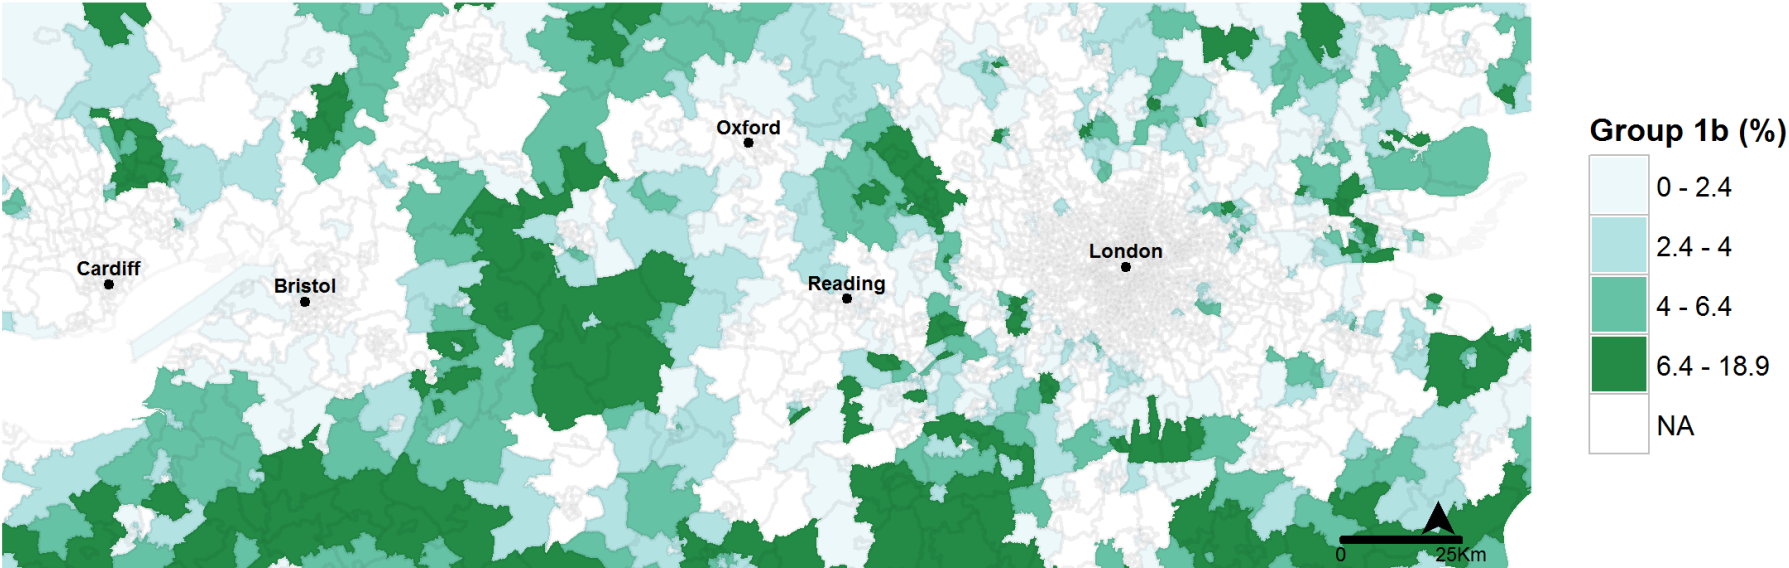 Oxford
Cardiff
Bristol
Reading
London
0 25Km
Group 1b (%)
0 - 2.4
2.4 - 4
4 - 6.4
6.4 - 18.9
NA